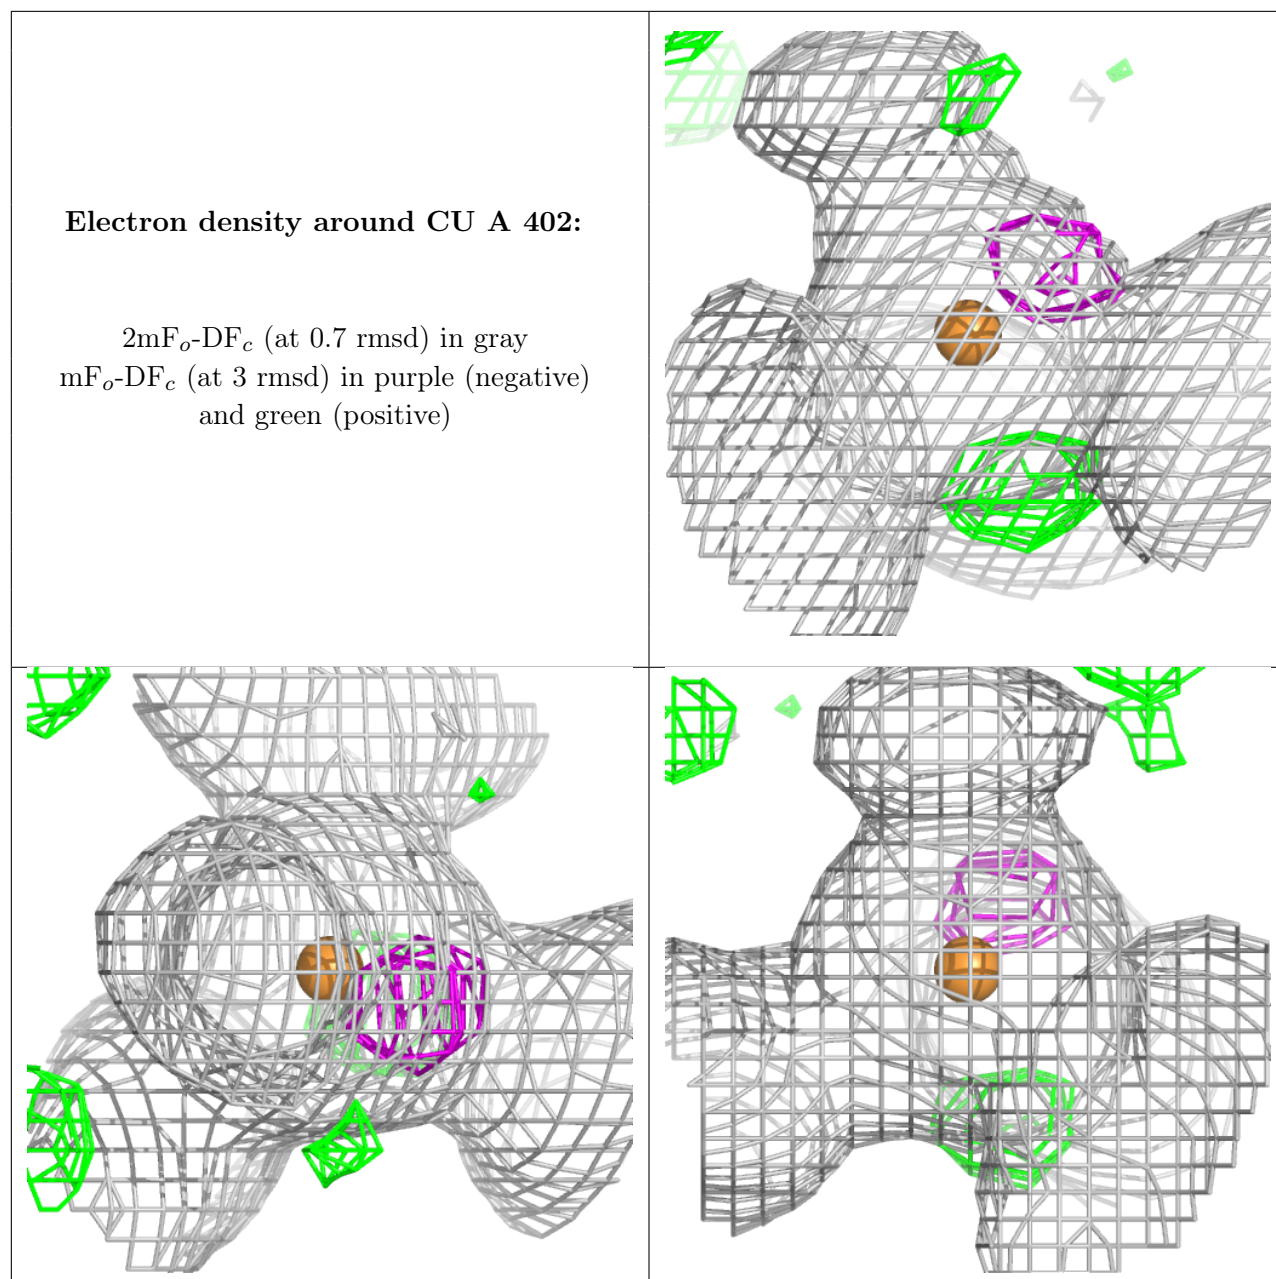 Electron density around CU A 402:
2mFo-DFc (at 0.7 rmsd) in gray
mFo-DFc (at 3 rmsd) in purple (negative)
and green (positive)